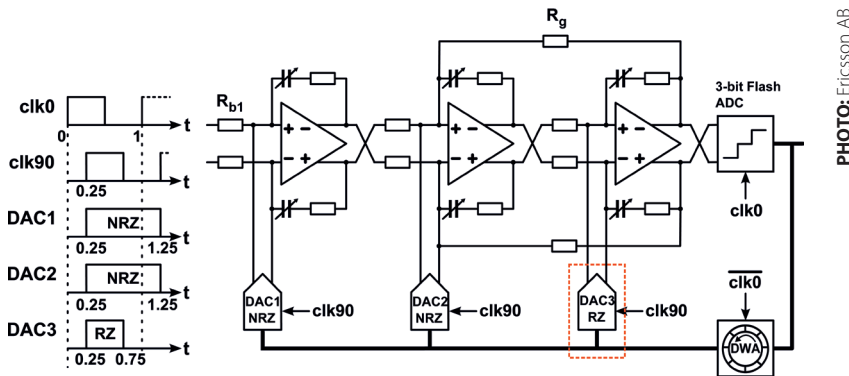 clk0
0
1
t
clk90
0.25
t
DAC1
NRZ
0.25
1.25
t
DAC2
NRZ
0.25
1.25
t
DAC3
RZ
0.25
0.75
t
Rb1
Rg
+ -
- +
+ -
- +
+ -
- +
3-bit Flash
ADC
clk0
DAC1
NRZ
clk90
DAC2
NRZ
clk90
DAC3
RZ
clk90
clk0
DWA
PHOTO: Ericsson AB